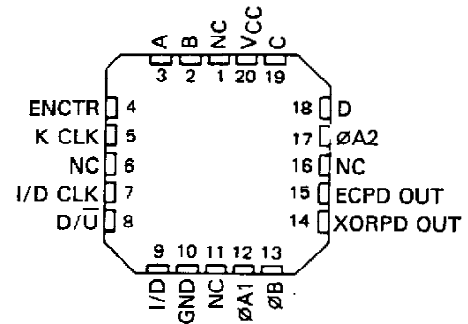 A B NC VCC C
3 2 1 20 19
ENCTR 4 18 D
K CLK 5 17 ØA2
NC 6 16 NC
I/D CLK 7 15 ECPD OUT
D/U̅ 8 14 XORPD OUT
9 10 11 12 13
I/D GND NC ØA1 ØB